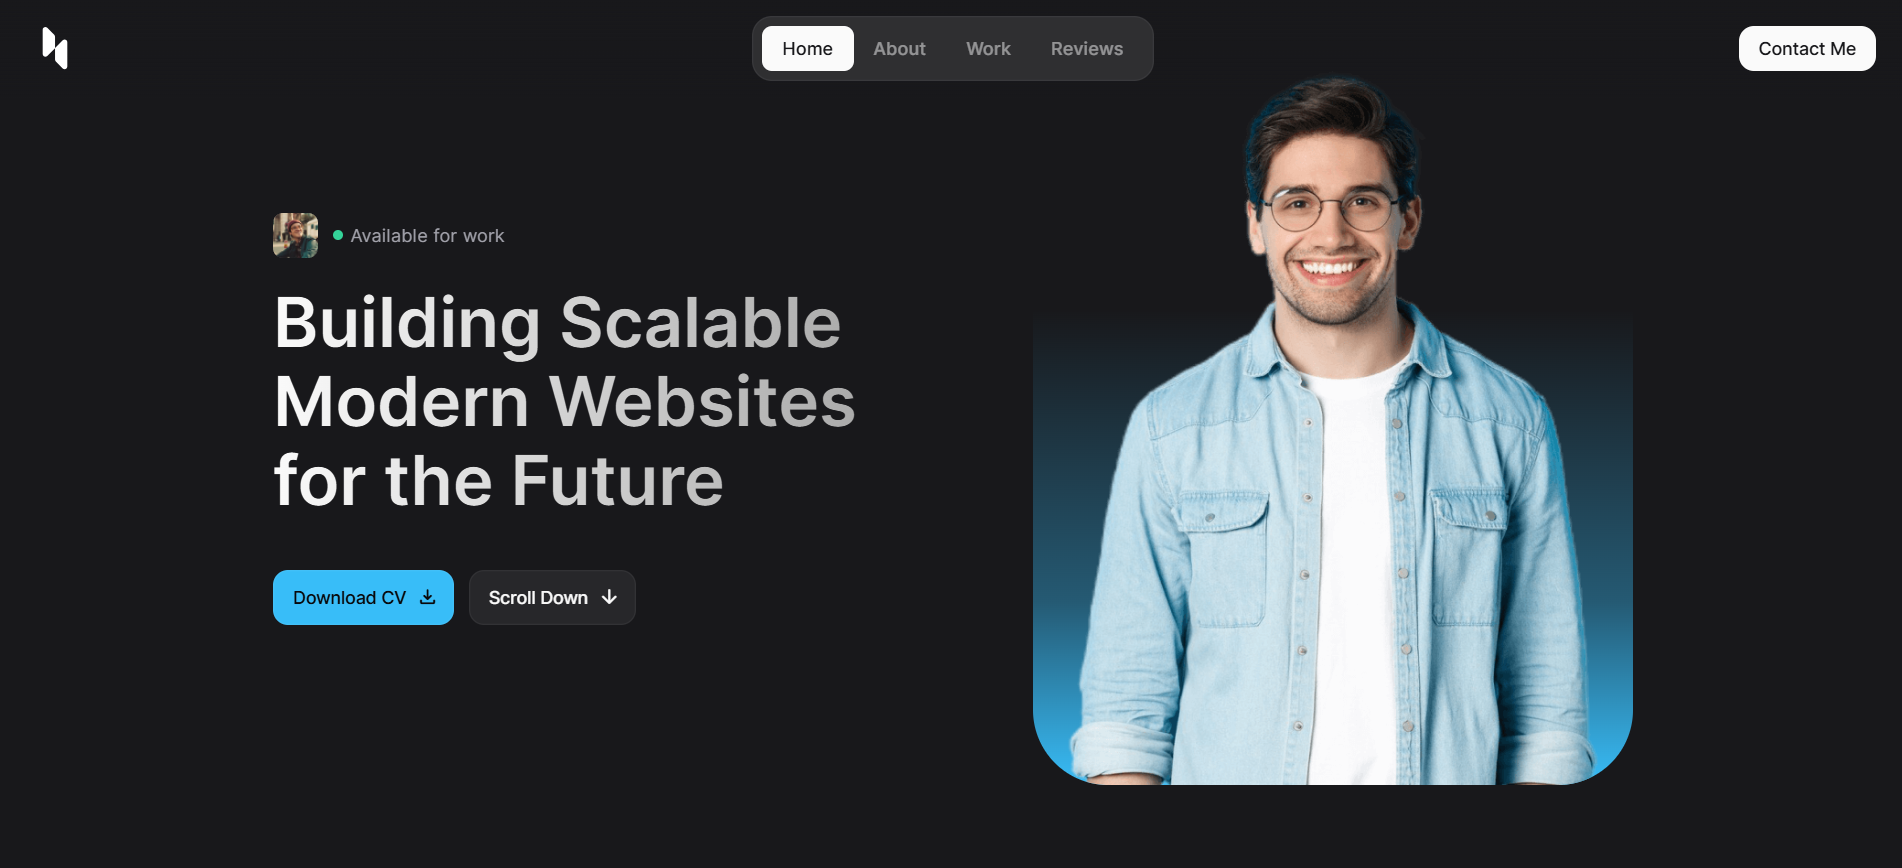 Home
About
Work
Reviews
Contact Me
Available for work
Building Scalable
Modern Websites
for the Future
Download CV
Scroll Down